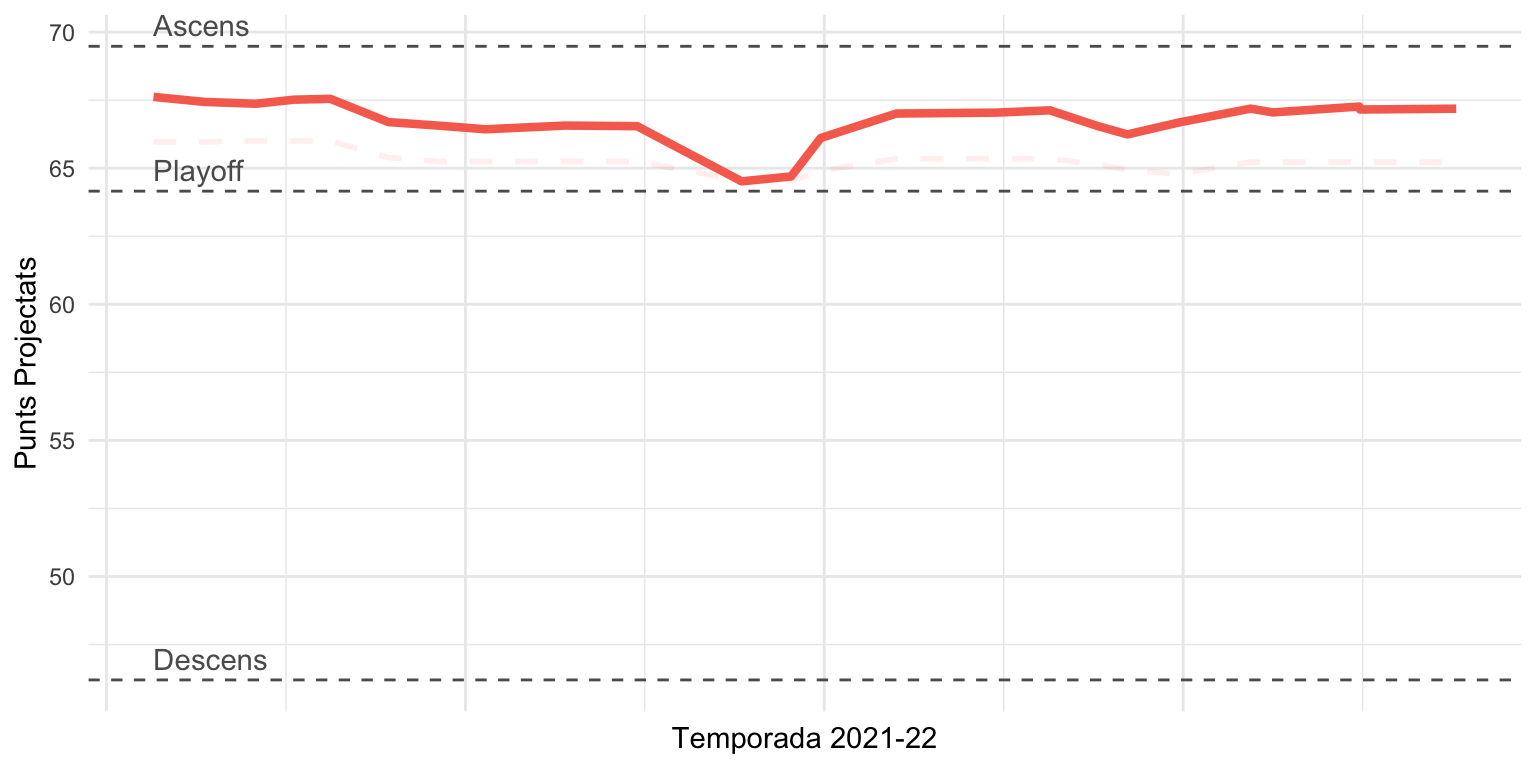 Ascens
70
Playoff
65
60
55
50
Descens
Punts Projectats
Temporada 2021-22